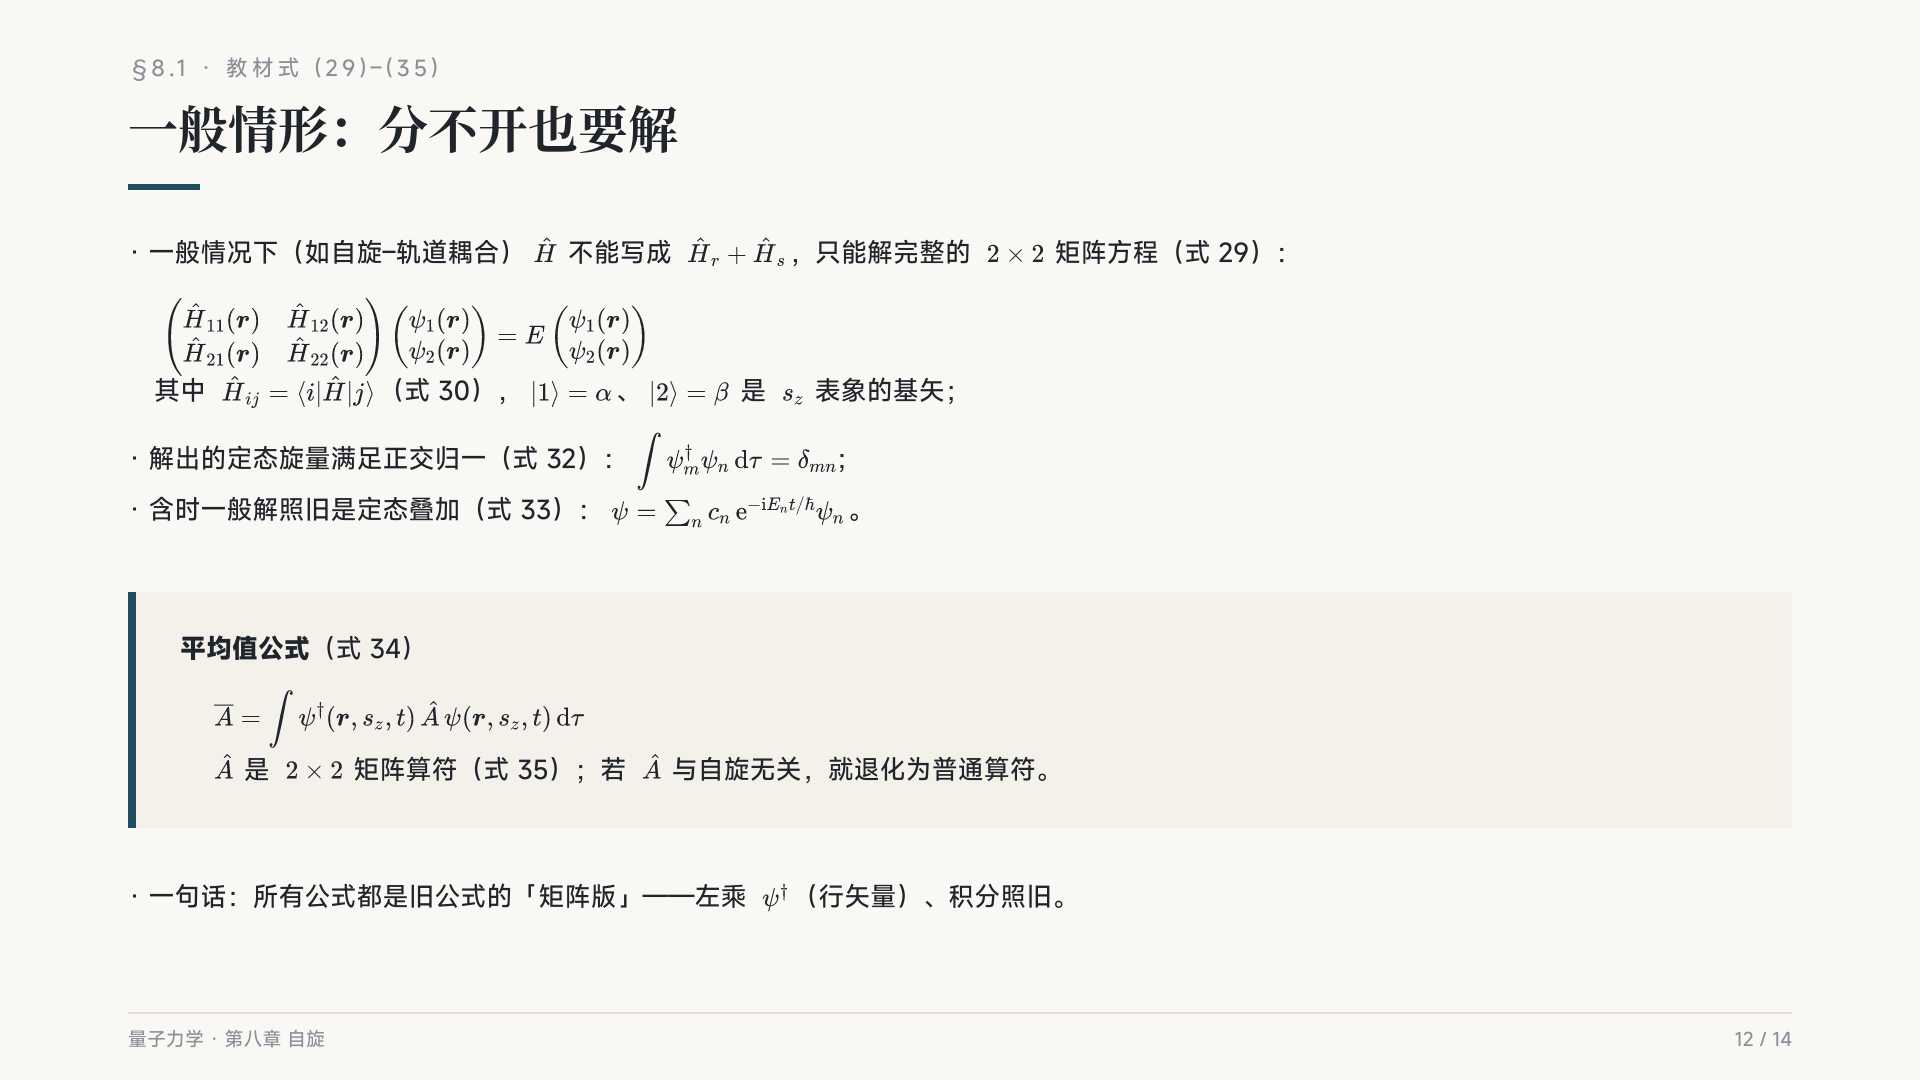 §8.1 · 教材式 (29)–(35)
一般情形：分不开也要解
· 一般情况下（如自旋–轨道耦合） Ĥ 不能写成 Ĥ_r + Ĥ_s，只能解完整的 2 × 2 矩阵方程（式 29）：
( Ĥ₁₁(r) Ĥ₁₂(r) ) ( ψ₁(r) ) = E ( ψ₁(r) )
( Ĥ₂₁(r) Ĥ₂₂(r) ) ( ψ₂(r) ) ( ψ₂(r) )
其中 Ĥ_ij = ⟨i|Ĥ|j⟩（式 30）， |1⟩ = α、 |2⟩ = β 是 s_z 表象的基矢；
· 解出的定态旋量满足正交归一（式 32）： ∫ψ_m^†ψ_n dτ = δ_mn；
· 含时一般解照旧是定态叠加（式 33）： ψ = ∑_n c_n e^{−iE_n t/ħ}ψ_n。
平均值公式（式 34）
A̅ = ∫ψ^†(r, s_z, t) Â ψ(r, s_z, t) dτ
Â 是 2 × 2 矩阵算符（式 35）；若 Â 与自旋无关，就退化为普通算符。
· 一句话：所有公式都是旧公式的「矩阵版」——左乘 ψ^†（行矢量）、积分照旧。
量子力学 · 第八章 自旋
12 / 14